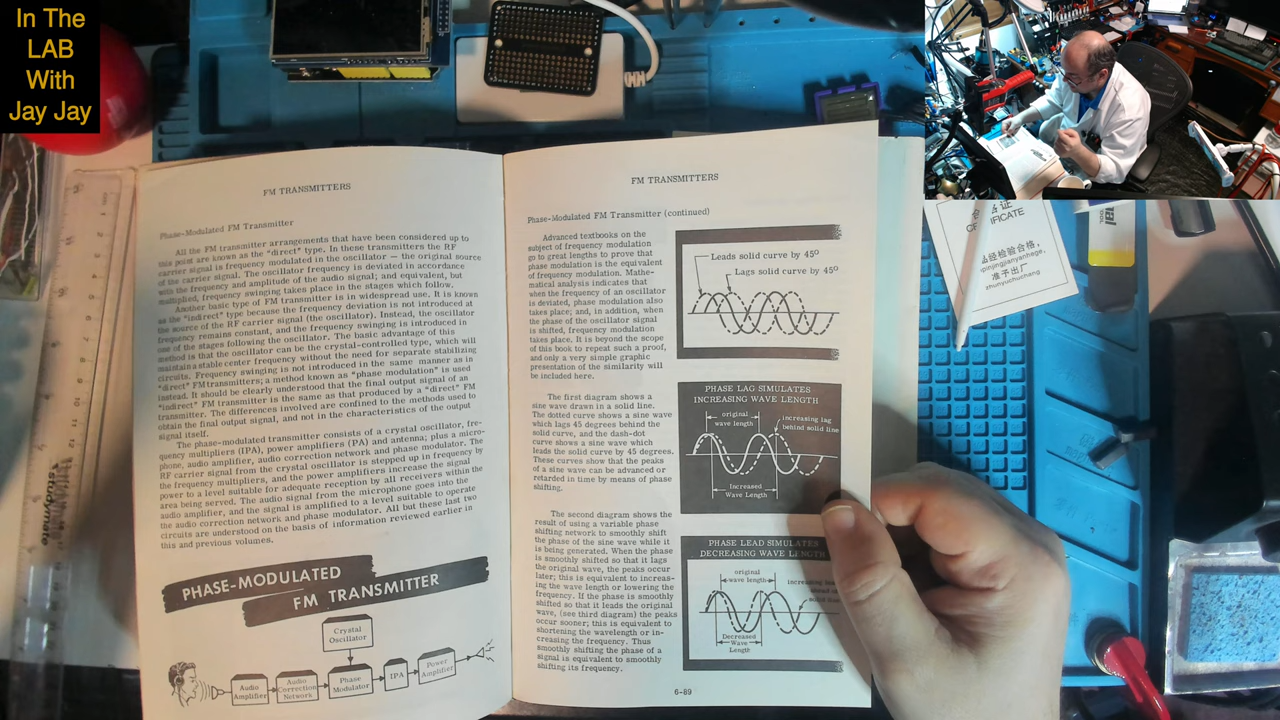 In The
LAB
With
Jay Jay
FM TRANSMITTERS
Phase-Modulated FM Transmitter
All the FM transmitter arrangements that have been considered up to
this point are known as the "direct" type. In these transmitters the RF
carrier signal is frequency modulated in the oscillator — the original source
of the carrier signal. The oscillator frequency is deviated in accordance
with the frequency and amplitude of the audio signal; and equivalent, but
multiplied, frequency swinging takes place in the stages which follow.
Another basic type of FM transmitter is in widespread use. It is known
as the "indirect" type because the frequency deviation is not introduced at
the source of the RF carrier signal (the oscillator). Instead, the oscillator
frequency remains constant, and the frequency swinging is introduced in
one of the stages following the oscillator. The basic advantage of this
method is that the oscillator can be the crystal-controlled type, which will
maintain a stable center frequency without the need for separate stabilizing
circuits. Frequency swinging is not introduced in the same manner as in
"direct" FM transmitters; a method known as "phase modulation" is used
instead. It should be clearly understood that the final output signal of an
"indirect" FM transmitter is the same as that produced by a "direct" FM
transmitter. The differences involved are confined to the methods used to
obtain the final output signal, and not in the characteristics of the output
signal itself.
The phase-modulated transmitter consists of a crystal oscillator, fre-
quency multipliers (IPA), power amplifiers (PA) and antenna; plus a micro-
phone, audio amplifier, audio correction network and phase modulator. The
RF carrier signal from the crystal oscillator is stepped up in frequency by
the frequency multipliers, and the power amplifiers increase the signal
power to a level suitable for adequate reception by all receivers within the
area being served. The audio signal from the microphone goes into the
audio amplifier, and the signal is amplified to a level suitable to operate
the audio correction network and phase modulator. All but these last two
circuits are understood on the basis of information reviewed earlier in
this and previous volumes.
PHASE-MODULATED
FM TRANSMITTER
Crystal
Oscillator
Audio
Amplifier
Audio
Correction
Network
Phase
Modulator
IPA
Power
Amplifier
FM TRANSMITTERS
Phase-Modulated FM Transmitter (continued)
Advanced textbooks on the
subject of frequency modulation
go to great lengths to prove that
phase modulation is the equivalent
of frequency modulation. Mathe-
matical analysis indicates that
when the frequency of an oscillator
is deviated, phase modulation also
takes place; and, in addition, when
the phase of the oscillator signal
is shifted, frequency modulation
takes place. It is beyond the scope
of this book to repeat such a proof,
and only a very simple graphic
presentation of the similarity will
be included here.
The first diagram shows a
sine wave drawn in a solid line.
The dotted curve shows a sine wave
which lags 45 degrees behind the
solid curve, and the dash-dot
curve shows a sine wave which
leads the solid curve by 45 degrees.
These curves show that the peaks
of a sine wave can be advanced or
retarded in time by means of phase
shifting.
The second diagram shows the
result of using a variable phase
shifting network to smoothly shift
the phase of the sine wave while it
is being generated. When the phase
is smoothly shifted so that it lags
the original wave, the peaks occur
later; this is equivalent to increas-
ing the wave length or lowering the
frequency. If the phase is smoothly
shifted so that it leads the original
wave, (see third diagram) the peaks
occur sooner; this is equivalent to
shortening the wavelength or in-
creasing the frequency. Thus
smoothly shifting the phase of a
signal is equivalent to smoothly
shifting its frequency.
Leads solid curve by 45°
Lags solid curve by 45°
PHASE LAG SIMULATES
INCREASING WAVE LENGTH
original
wave length
increasing lag
behind solid line
Increased
Wave Length
PHASE LEAD SIMULATES
DECREASING WAVE LENGTH
original
wave length
increasing
Decreased
Wave
Length
6-89
studymate
证
检验合格,
pinjingjianyanhege,
准予出厂
zhunyuchuchang
TOOL